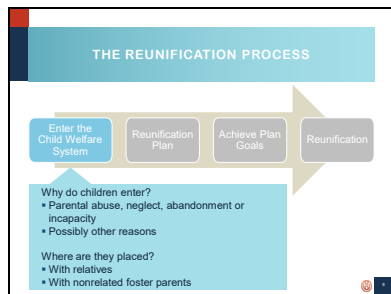 THE REUNIFICATION PROCESS
Enter the
Child Welfare
System
Reunification
Plan
Achieve Plan
Goals
Reunification
Why do children enter?
▪ Parental abuse, neglect, abandonment or
incapacity
▪ Possibly other reasons
Where are they placed?
▪ With relatives
▪ With nonrelated foster parents